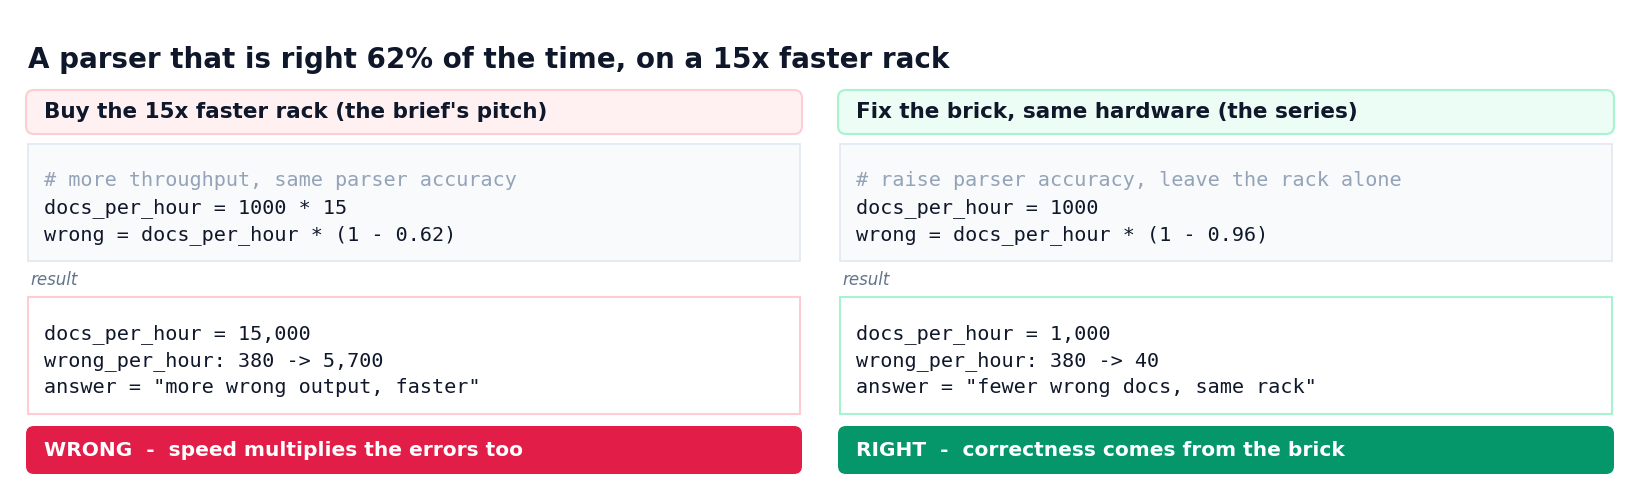 A parser that is right 62% of the time, on a 15x faster rack
Buy the 15x faster rack (the brief's pitch)
# more throughput, same parser accuracy
docs_per_hour = 1000 * 15
wrong = docs_per_hour * (1 - 0.62)
result
docs_per_hour = 15,000
wrong_per_hour: 380 -> 5,700
answer = "more wrong output, faster"
WRONG - speed multiplies the errors too
Fix the brick, same hardware (the series)
# raise parser accuracy, leave the rack alone
docs_per_hour = 1000
wrong = docs_per_hour * (1 - 0.96)
result
docs_per_hour = 1,000
wrong_per_hour: 380 -> 40
answer = "fewer wrong docs, same rack"
RIGHT - correctness comes from the brick